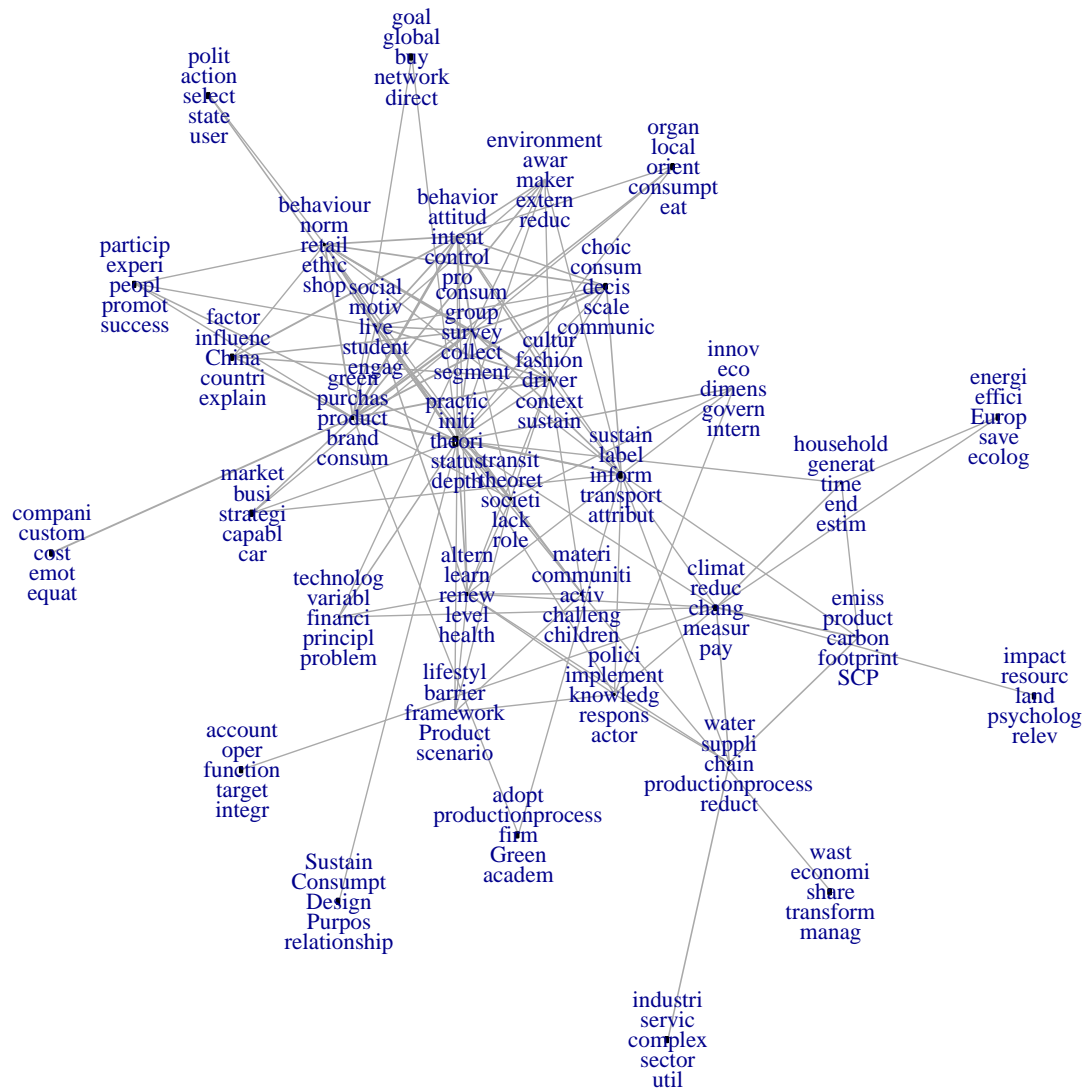 goal
global
buy
network
direct
polit
action
select
state
user
environment
awar
maker
extern
reduc
organ
local
orient
consumpt
eat
behavior
attitud
intent
control
pro
behaviour
norm
retail
ethic
shop
particip
experi
peopl
promot
success
choic
consum
decis
scale
communic
social
motiv
live
student
engag
consum
group
survey
collect
segment
factor
influenc
China
countri
explain
cultur
fashion
driver
context
sustain
innov
eco
dimens
govern
intern
energi
effici
Europ
save
ecolog
green
purchas
product
brand
consum
practic
initi
theori
status
depth
sustain
label
inform
transport
attribut
household
generat
time
end
estim
market
busi
strategi
capabl
car
transit
theoret
societi
lack
role
compani
custom
cost
emot
equat
altern
learn
renew
level
health
materi
communiti
activ
challeng
children
climat
reduc
chang
measur
pay
technolog
variabl
financi
principl
problem
emiss
product
carbon
footprint
SCP
polici
implement
knowledg
respons
actor
impact
resourc
land
psycholog
relev
lifestyl
barrier
framework
Product
scenario
water
suppli
chain
productionprocess
reduct
account
oper
function
target
integr
adopt
productionprocess
firm
Green
academ
Sustain
Consumpt
Design
Purpos
relationship
wast
economi
share
transform
manag
industri
servic
complex
sector
util